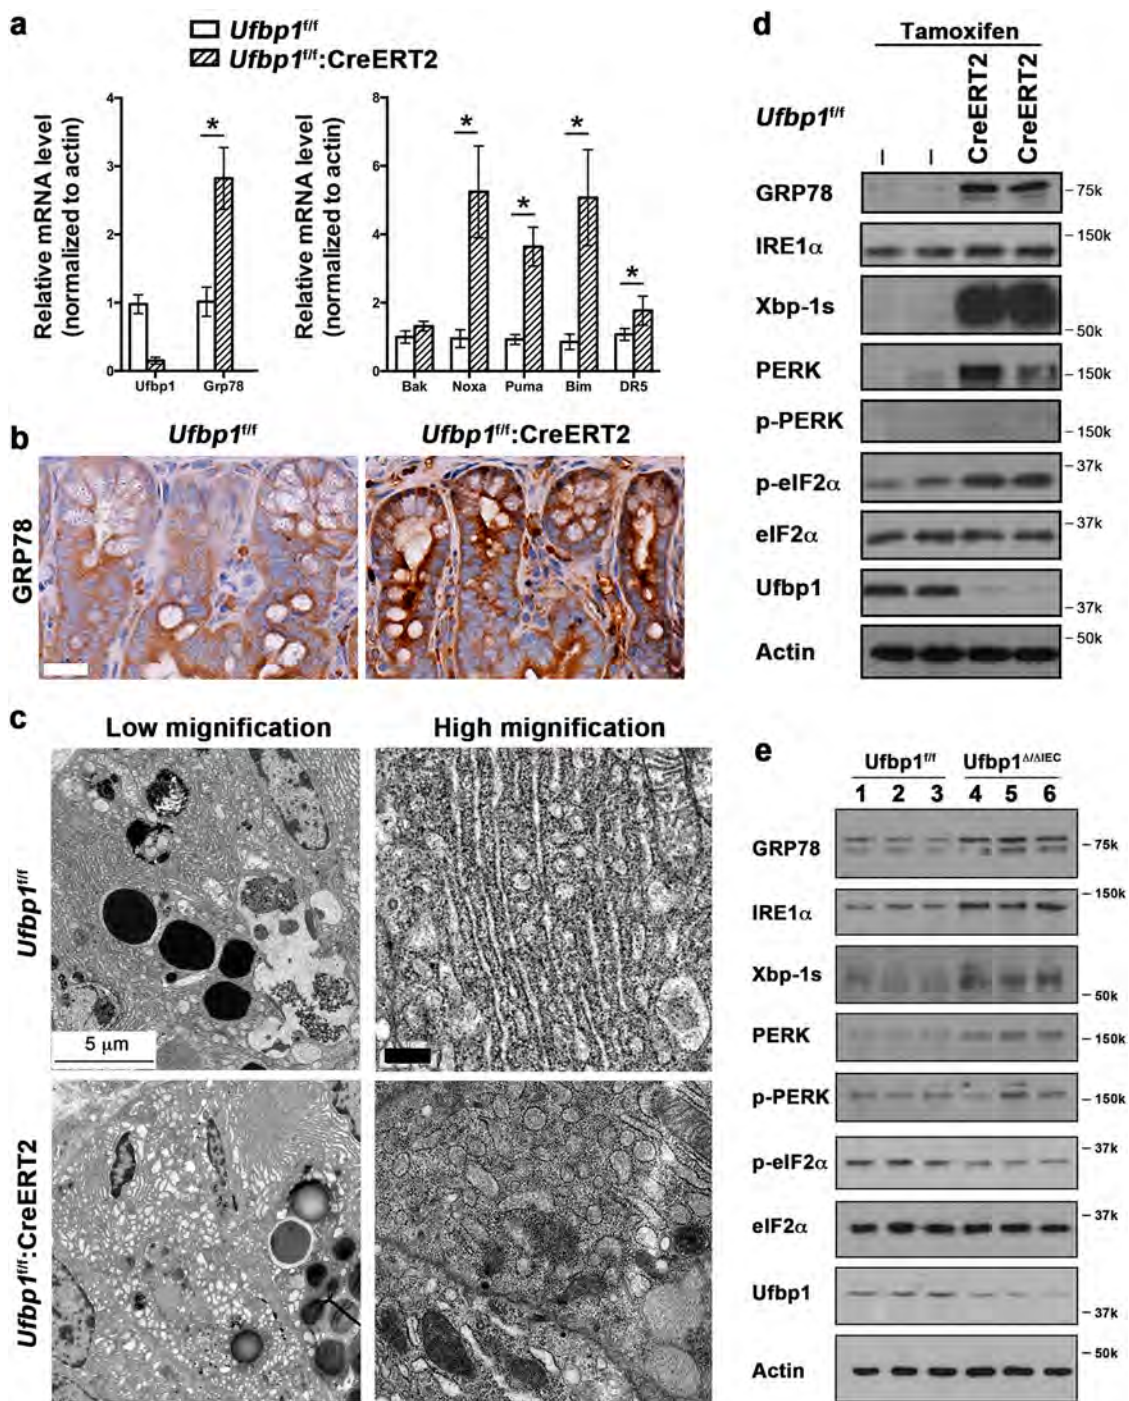 a
Ufbp1f/f
Ufbp1f/f:CreERT2
Relative mRNA level
(normalized to actin)
4
3
2
1
0
Ufbp1 Grp78
*
Relative mRNA level
(normalized to actin)
8
6
4
2
0
Bak Noxa Puma Bim DR5
* * * *
b
Ufbp1f/f Ufbp1f/f:CreERT2
GRP78
c
Low mignification High mignification
Ufbp1f/f
5 μm
Ufbp1f/f:CreERT2
d
Tamoxifen
Ufbp1f/f – – CreERT2 CreERT2
GRP78 – 75k
– 150k
IRE1α
Xbp-1s
– 50k
PERK – 150k
p-PERK – 150k
– 37k
p-eIF2α
– 37k
eIF2α
Ufbp1
– 37k
– 50k
Actin
e
Ufbp1f/f Ufbp1Δ/ΔIEC
1 2 3 4 5 6
GRP78 – 75k
– 150k
IRE1α
Xbp-1s
– 50k
PERK – 150k
p-PERK – 150k
– 37k
p-eIF2α
– 37k
eIF2α
Ufbp1
– 37k
– 50k
Actin